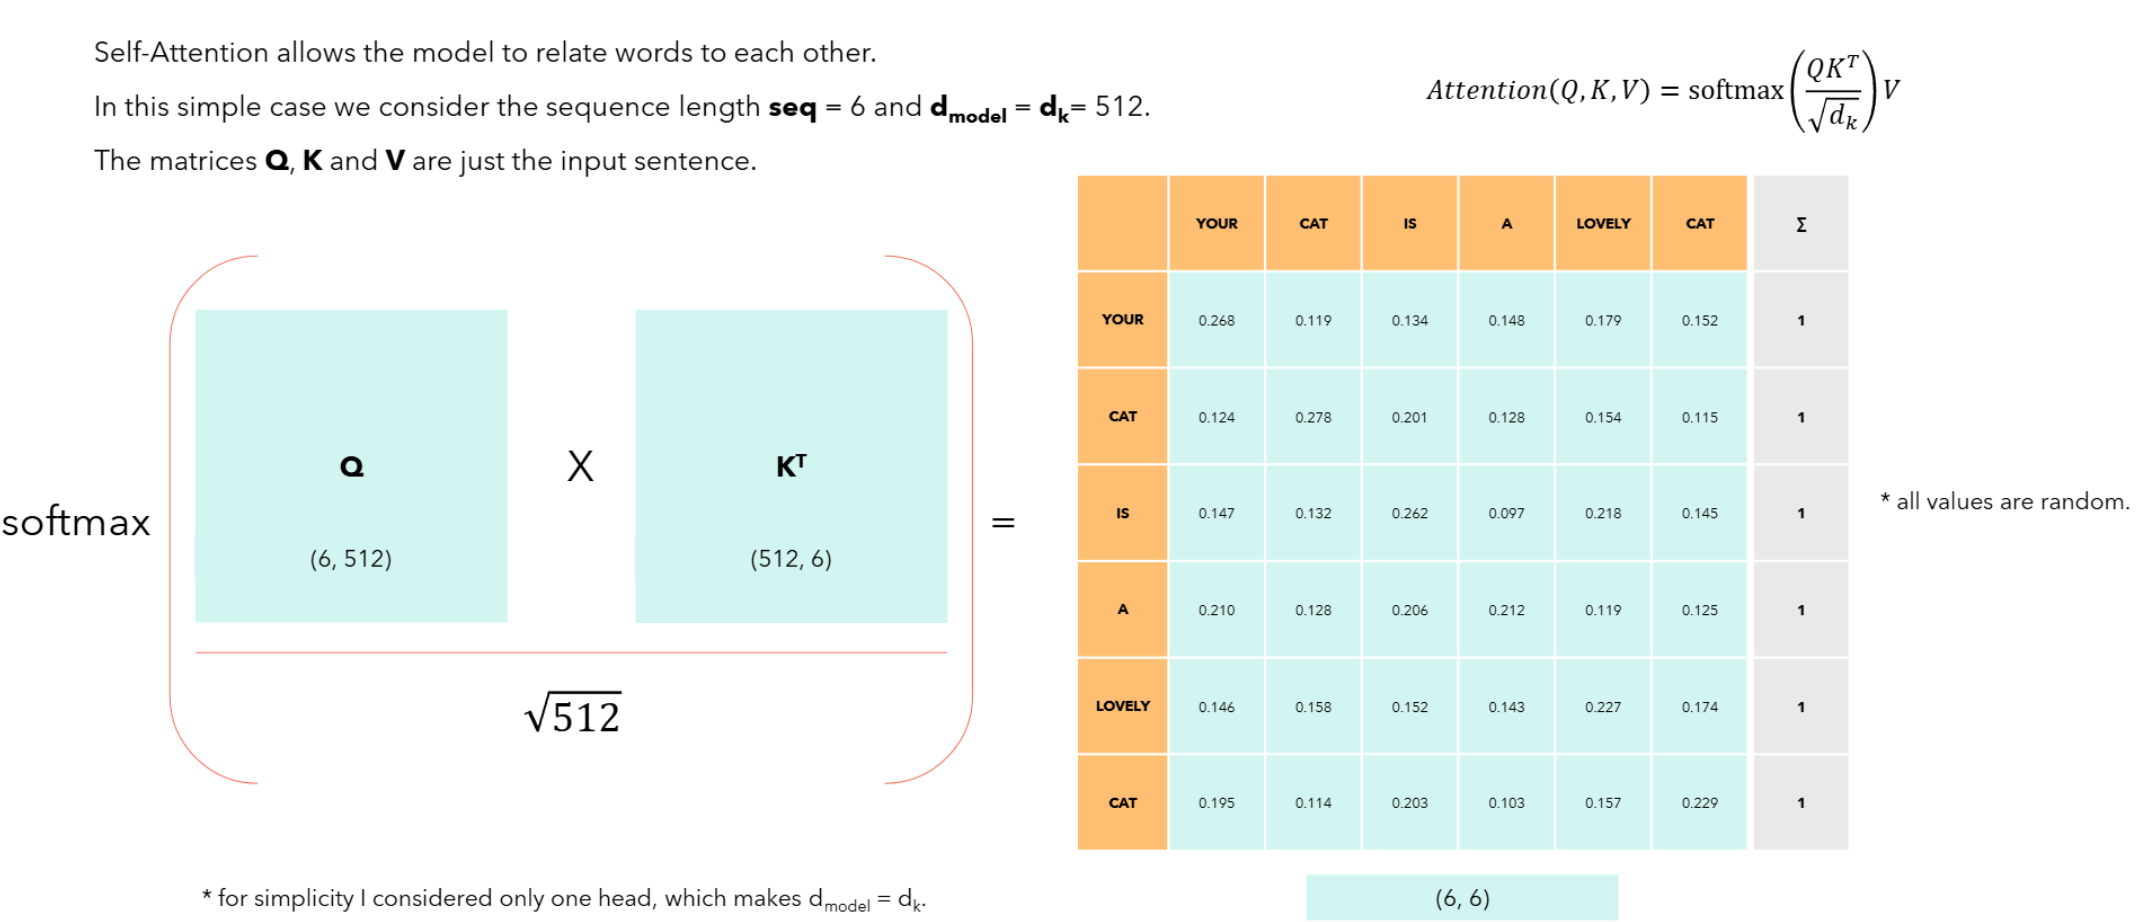 Self-Attention allows the model to relate words to each other.
In this simple case we consider the sequence length seq = 6 and d_model = d_k= 512.
The matrices Q, K and V are just the input sentence.
Attention(Q, K, V) = softmax(QK^T / √d_k)V
softmax
Q
(6, 512)
X
K^T
(512, 6)
√512
=
YOUR CAT IS A LOVELY CAT Σ
YOUR 0.268 0.119 0.134 0.148 0.179 0.152 1
CAT 0.124 0.278 0.201 0.128 0.154 0.115 1
IS 0.147 0.132 0.262 0.097 0.218 0.145 1
A 0.210 0.128 0.206 0.212 0.119 0.125 1
LOVELY 0.146 0.158 0.152 0.143 0.227 0.174 1
CAT 0.195 0.114 0.203 0.103 0.157 0.229 1
* all values are random.
* for simplicity I considered only one head, which makes d_model = d_k.
(6, 6)